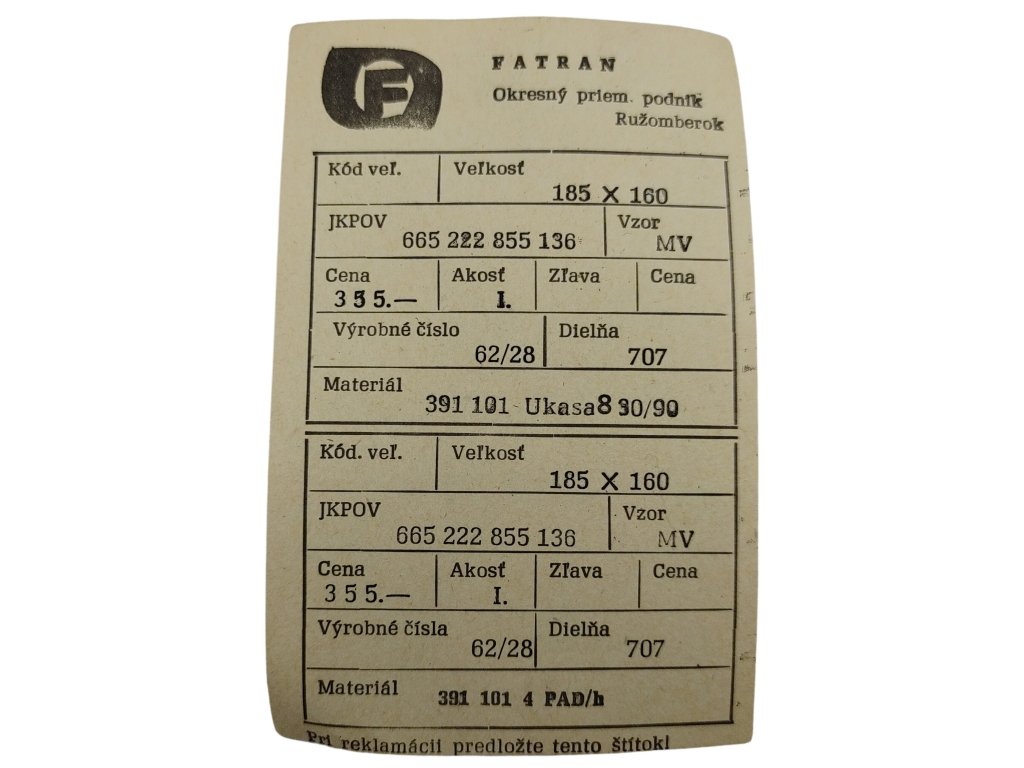 F
FATRAN
Okresný priem. podnik
Ružomberok
Kód veľ. Veľkosť
185 X 160
JKPOV Vzor
665 222 855 136 MV
Cena Akosť Zľava Cena
355.— I.
Výrobné číslo Dielňa
62/28 707
Materiál
391 101 Ukasa 8 90/90
Kód. veľ. Veľkosť
185 X 160
JKPOV Vzor
665 222 855 136 MV
Cena Akosť Zľava Cena
355.— I.
Výrobné čísla Dielňa
62/28 707
Materiál
391 101 4 PAD/h
Pri reklamácii predložte tento štítok!